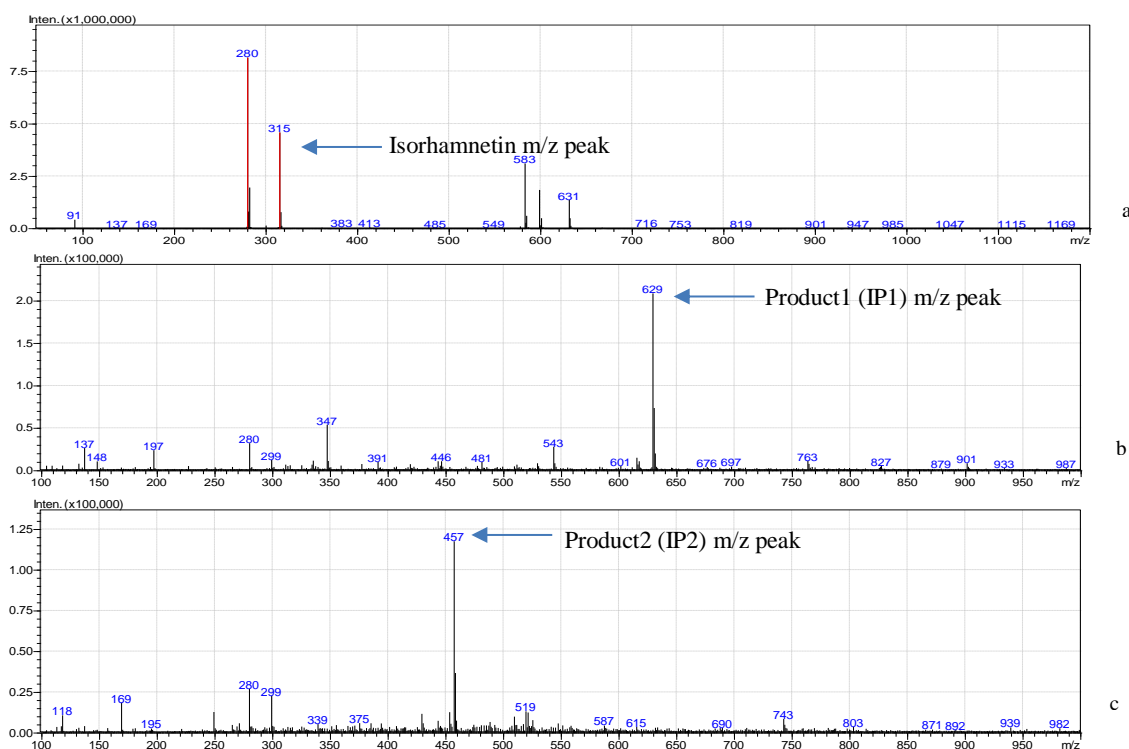 Inten. (x1,000,000)
280
7.5
5.0
315
Isorhamnetin m/z peak
583
2.5
631
91
137 169 383 413 485 549 716 753 819 901 947 985 1047 1115 1169
0.0
100 200 300 400 500 600 700 800 900 1000 1100 m/z
a
Inten. (x100,000)
629
Product1 (IP1) m/z peak
2.0
1.5
1.0
347
0.5
137 197 280 543
148 299 391 446 481 601 676 697 763 827 879 901 933 987
0.0
100 150 200 250 300 350 400 450 500 550 600 650 700 750 800 850 900 950 m/z
b
Inten. (x100,000)
1.25
457
Product2 (IP2) m/z peak
1.00
0.75
0.50
0.25
280 299
118 169 519
195 339 375 587 615 690 743 803 871 892 939 982
0.00
100 150 200 250 300 350 400 450 500 550 600 650 700 750 800 850 900 950 m/z
c